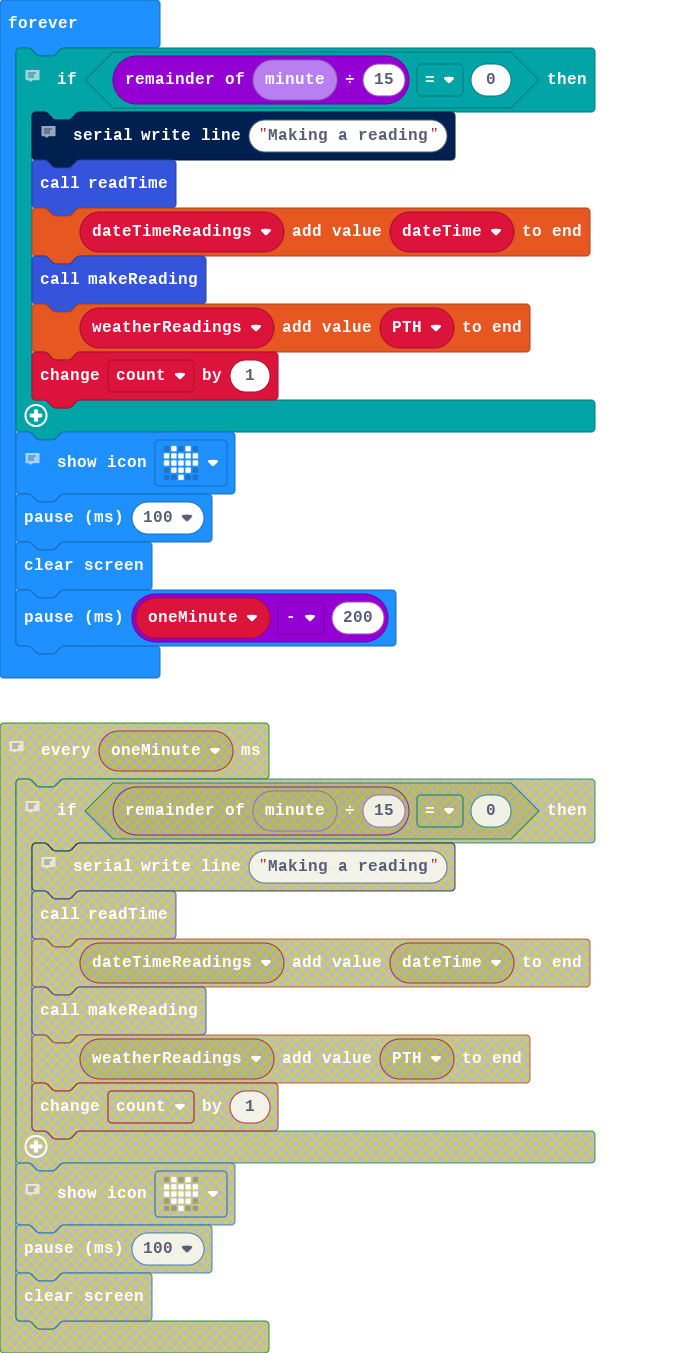 forever
if remainder of minute ÷ 15 = 0 then
serial write line "Making a reading"
call readTime
dateTimeReadings add value dateTime to end
call makeReading
weatherReadings add value PTH to end
change count by 1
show icon
pause (ms) 100
clear screen
pause (ms) oneMinute - 200
every oneMinute ms
if remainder of minute ÷ 15 = 0 then
serial write line "Making a reading"
call readTime
dateTimeReadings add value dateTime to end
call makeReading
weatherReadings add value PTH to end
change count by 1
show icon
pause (ms) 100
clear screen